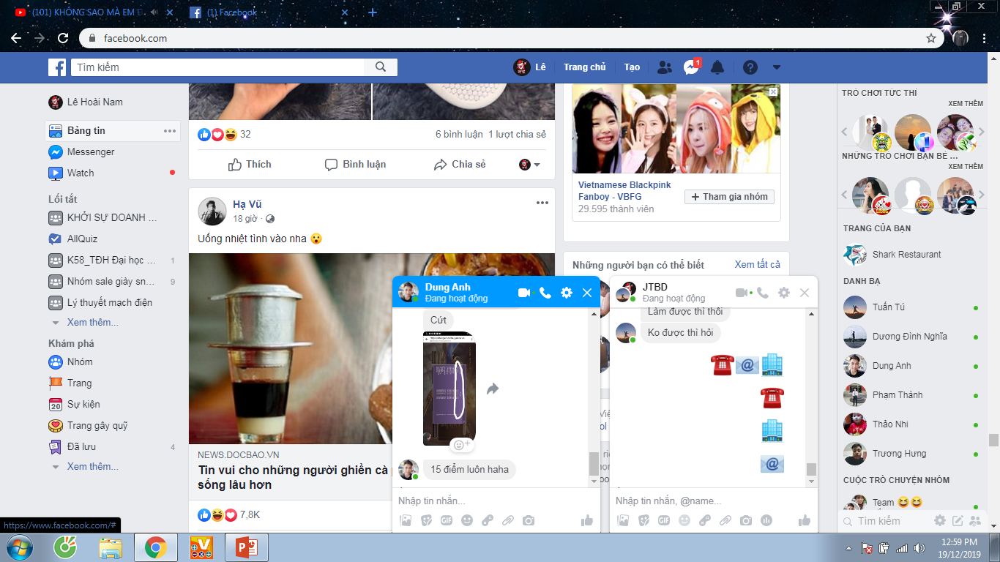 (101) KHÔNG SAO MÀ EM Đ
(1) Facebook
facebook.com
Tìm kiếm
Lê
Trang chủ
Tạo
1
Lê Hoài Nam
Bảng tin
Messenger
Watch
Lối tắt
KHỞI SỰ DOANH ...
AllQuiz
K58_TĐH Đại học ... 1
Nhóm sale giày sn... 9
Lý thuyết mạch điện
Xem thêm...
Khám phá
Nhóm
Trang
20 Sự kiện
Trang gây quỹ
Đã lưu 4
Xem thêm...
https://www.facebook.com/#
32
6 bình luận 1 lượt chia sẻ
Thích
Bình luận
Chia sẻ
Hạ Vũ
18 giờ ·
Uống nhiệt tình vào nha
NEWS.DOCBAO.VN
Tin vui cho những người ghiền cà
sống lâu hơn
7,8K
Vietnamese Blackpink
Fanboy - VBFG
29.595 thành viên
Tham gia nhóm
Những người bạn có thể biết
Xem tất cả
Dung Anh
Đang hoạt động
Cứt
15 điểm luôn haha
Nhập tin nhắn...
GIF
JTBD
Đang hoạt động
Làm được thì thôi
Ko được thì hỏi
@
@
Nhập tin nhắn, @name...
GIF
TRÒ CHƠI TỨC THÌ
XEM THÊM
NHỮNG TRÒ CHƠI BẠN BÈ ...
XEM THÊM
TRANG CỦA BẠN
Shark Restaurant
DANH BẠ
Tuấn Tú
Dương Đình Nghĩa
Dung Anh
Phạm Thành
Thảo Nhi
Trương Hưng
CUỘC TRÒ CHUYỆN NHÓM
Team
Tìm kiếm
12:59 PM
19/12/2019